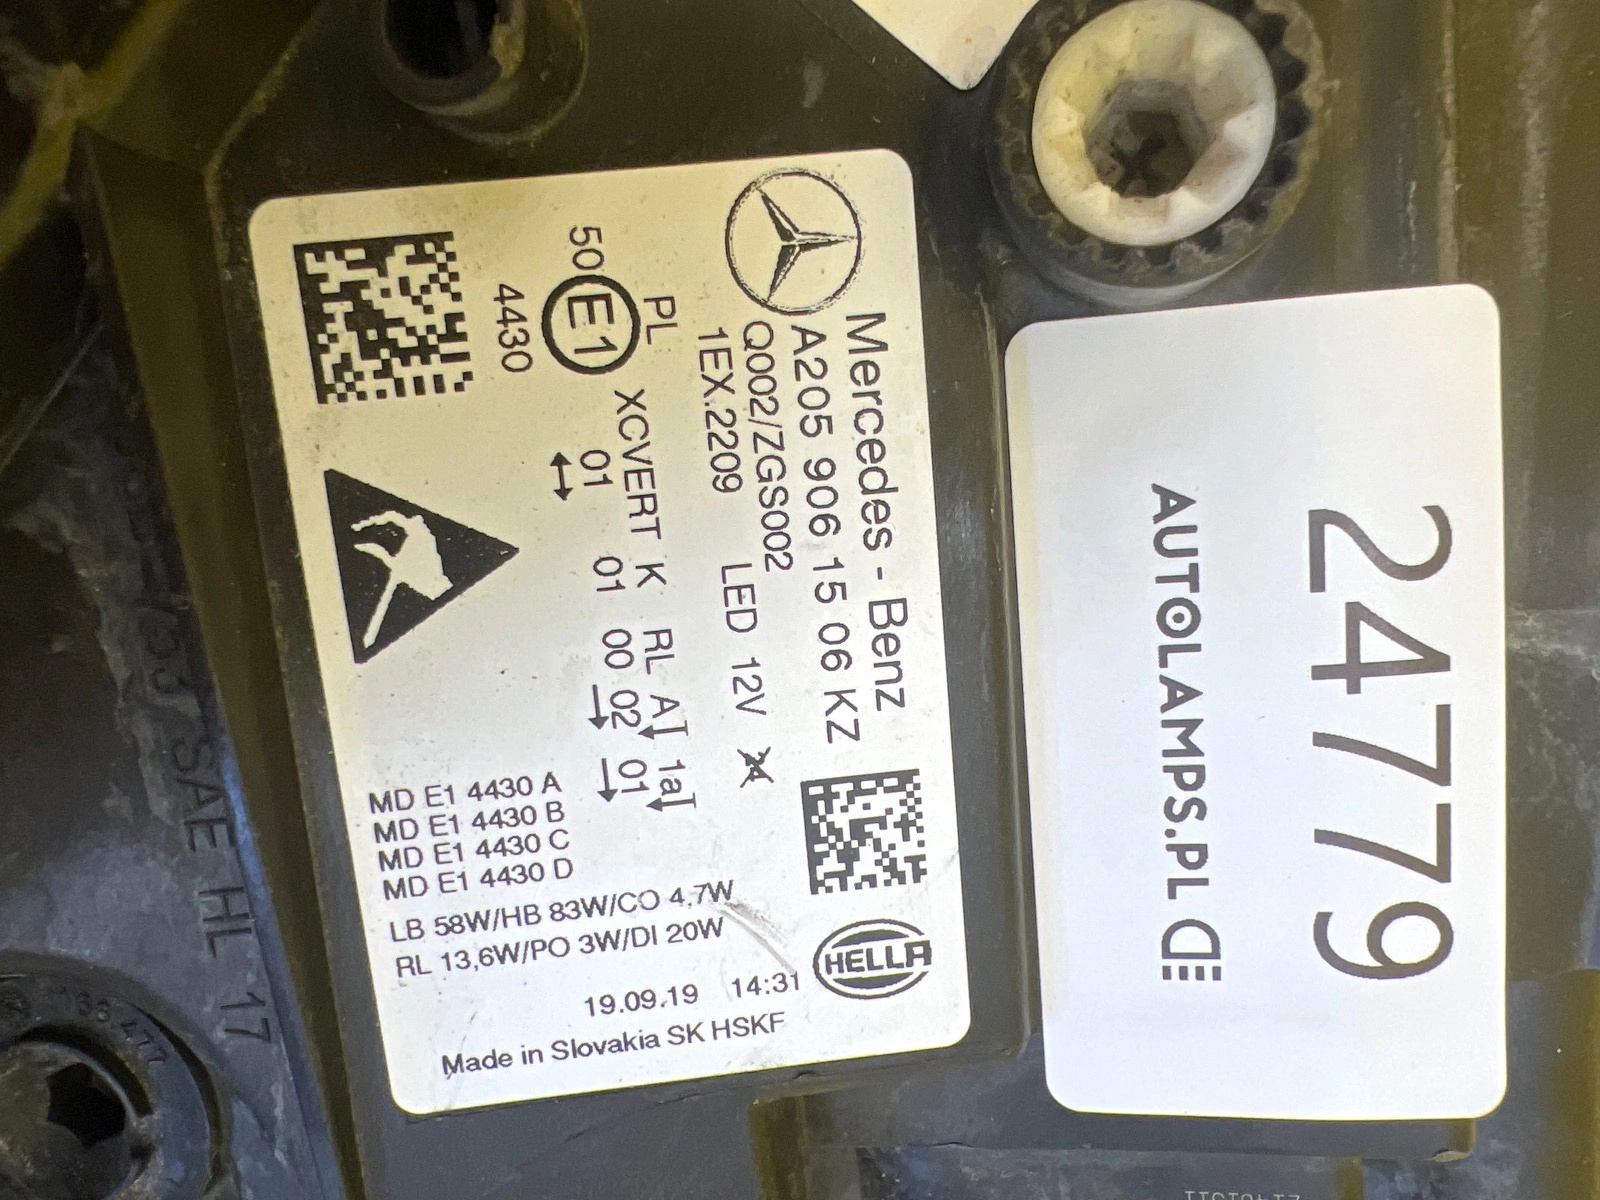 Mercedes - Benz
A205 906 15 06 KZ
Q002/ZGS002
1EX.2209 LED 12V
PL XCVERT K RL A 1a
50 E1 01 01 00 02 01
4430
MD E1 4430 A
MD E1 4430 B
MD E1 4430 C
MD E1 4430 D
LB 58W/HB 83W/CO 4,7W
RL 13,6W/PO 3W/DI 20W
19.09.19 14:31
Made in Slovakia SK HSKF
HELLA
24779
AUTOLAMPS.PL
SAE HL 17